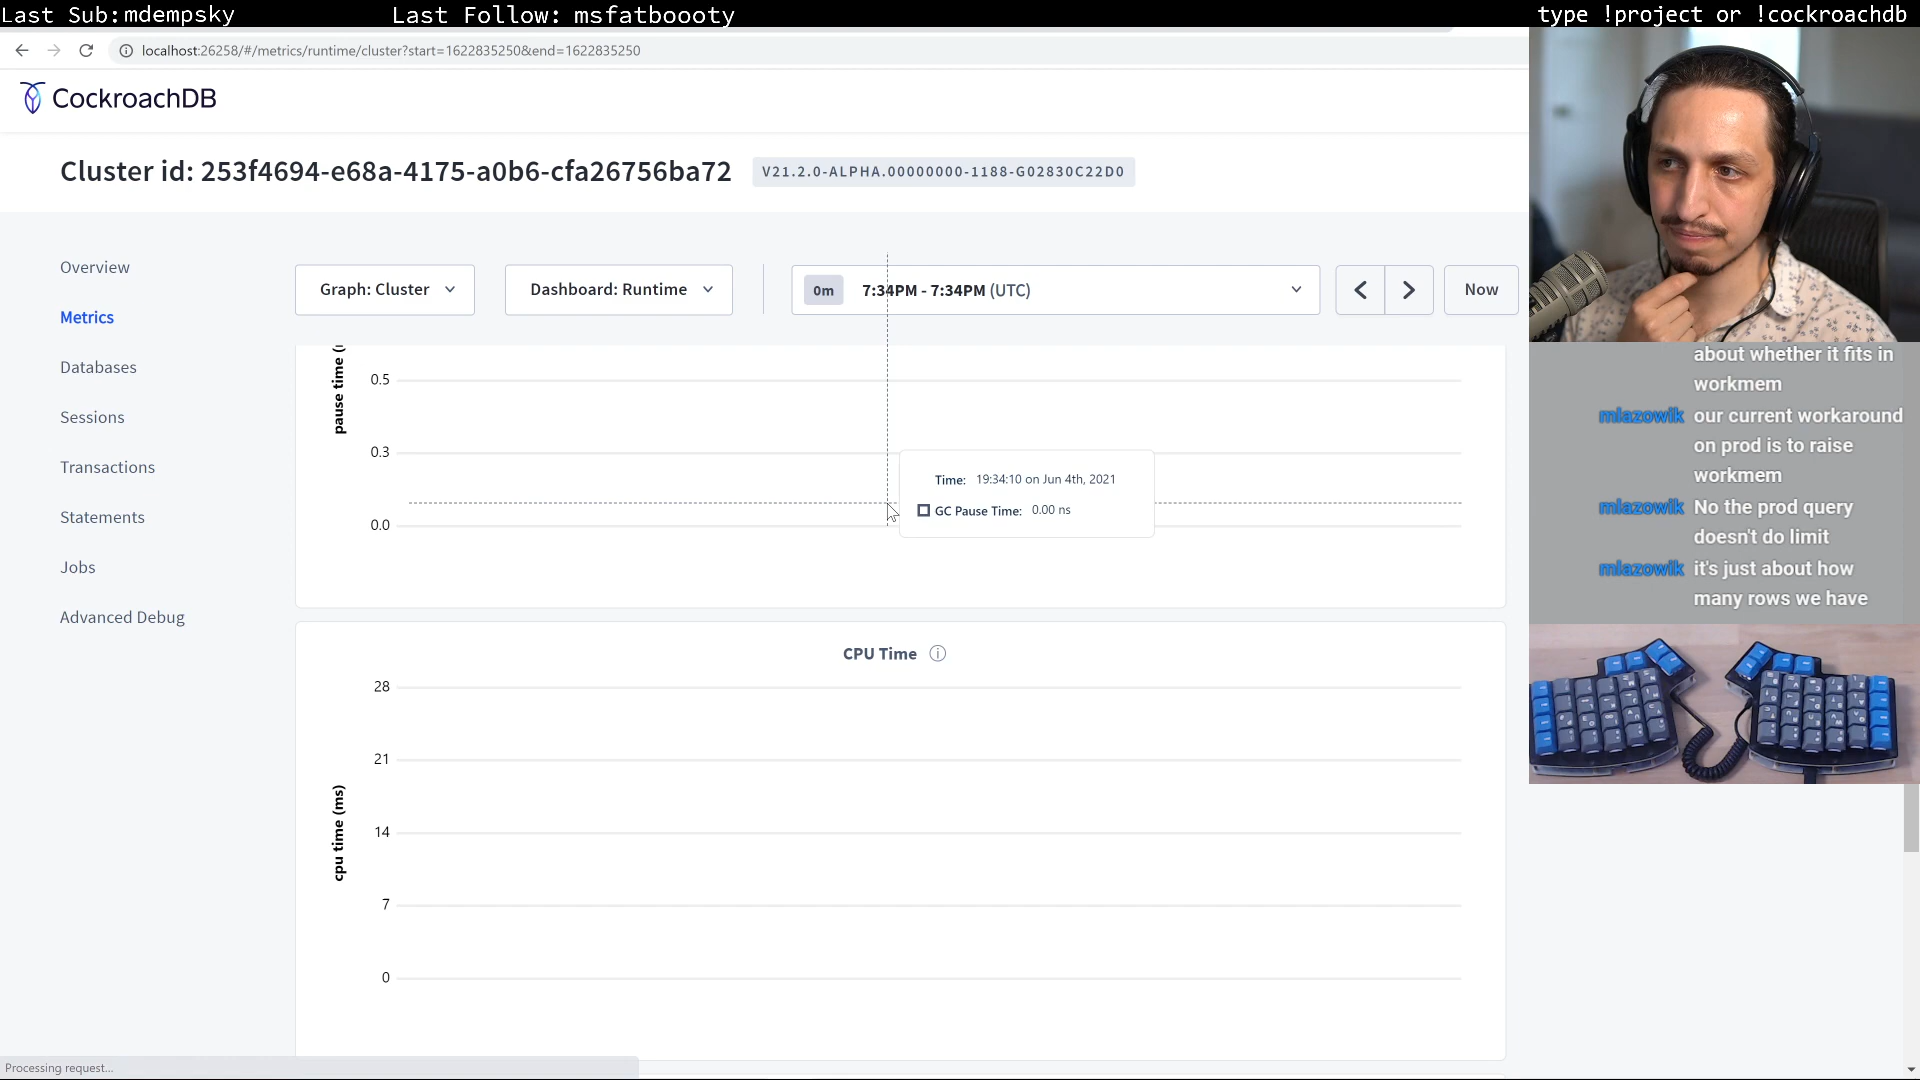 Last Sub: mdempsky
Last Follow: msfatboooty
type !project or !cockroachdb
localhost:26258/#/metrics/runtime/cluster?start=1622835250&end=1622835250
CockroachDB
Cluster id: 253f4694-e68a-4175-a0b6-cfa26756ba72
V21.2.0-ALPHA.00000000-1188-G02830C22D0
Overview
Metrics
Databases
Sessions
Transactions
Statements
Jobs
Advanced Debug
Graph: Cluster
Dashboard: Runtime
0m 7:34PM - 7:34PM (UTC)
Now
pause time (
0.5
0.3
0.0
Time: 19:34:10 on Jun 4th, 2021
GC Pause Time: 0.00 ns
CPU Time
cpu time (ms)
28
21
14
7
0
about whether it fits in
workmem
mlazowik our current workaround
on prod is to raise
workmem
mlazowik No the prod query
doesn't do limit
mlazowik it's just about how
many rows we have
Processing request...